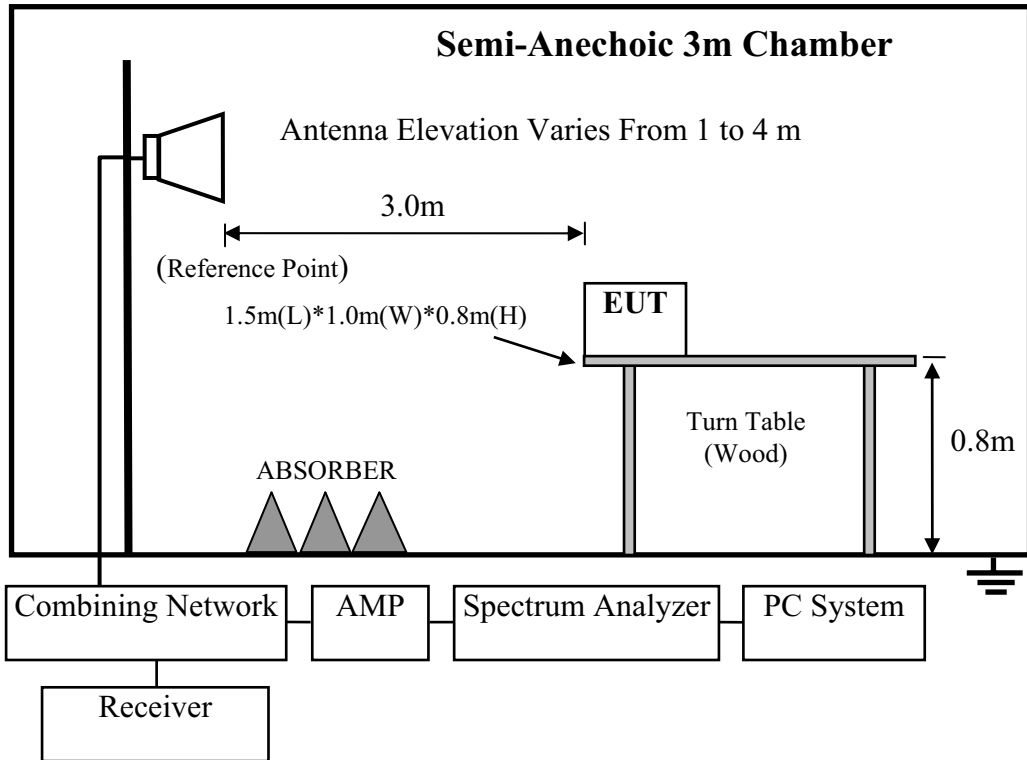 Semi-Anechoic 3m Chamber
Antenna Elevation Varies From 1 to 4 m
3.0m
(Reference Point)
1.5m(L)*1.0m(W)*0.8m(H)
EUT
Turn Table
(Wood)
0.8m
ABSORBER
Combining Network
AMP
Spectrum Analyzer
PC System
Receiver